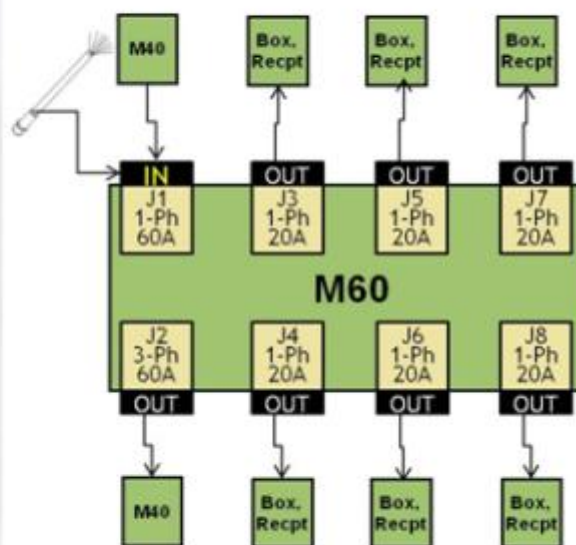 M40
Box,
Recpt
Box,
Recpt
Box,
Recpt
IN
J1
1-Ph
60A
OUT
J3
1-Ph
20A
OUT
J5
1-Ph
20A
OUT
J7
1-Ph
20A
M60
J2
3-Ph
60A
OUT
J4
1-Ph
20A
OUT
J6
1-Ph
20A
OUT
J8
1-Ph
20A
OUT
M40
Box,
Recpt
Box,
Recpt
Box,
Recpt